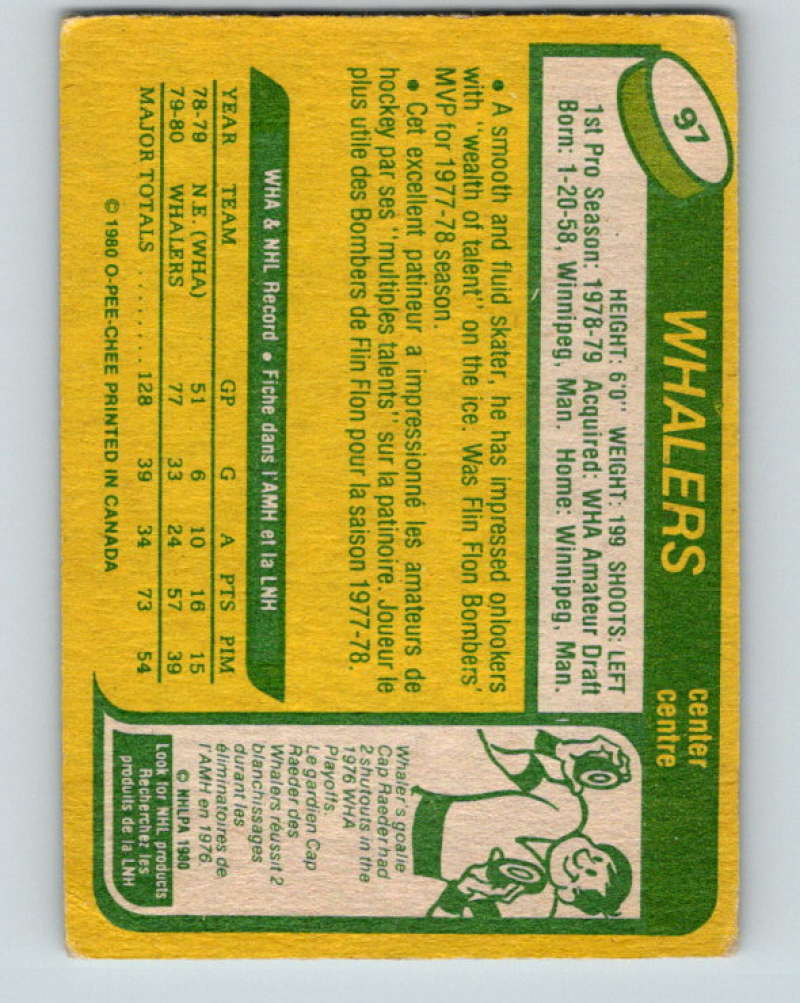 97
WHALERS
center
centre
HEIGHT: 6'0" WEIGHT: 199 SHOOTS: LEFT
1st Pro Season: 1978-79 Acquired: WHA Amateur Draft
Born: 1-20-58, Winnipeg, Man. Home: Winnipeg, Man.
• A smooth and fluid skater, he has impressed onlookers
with "wealth of talent" on the ice. Was Flin Flon Bombers'
MVP for 1977-78 season.
• Cet excellent patineur a impressionné les amateurs de
hockey par ses "multiples talents" sur la patinoire. Joueur le
plus utile des Bombers de Flin Flon pour la saison 1977-78.
WHA & NHL Record • Fiche dans l'AMH et la LNH
YEAR TEAM GP G A PTS PIM
78-79 N.E. (WHA) 51 6 10 16 15
79-80 WHALERS 77 33 24 57 39
MAJOR TOTALS ........ 128 39 34 73 54
© 1980 O-PEE-CHEE PRINTED IN CANADA
Whaler's goalie
Cap Raeder had
2 shutouts in the
1976 WHA
Playoffs.
Le gardien Cap
Raeder des
Whalers réussit 2
blanchissages
durant les
éliminatoires de
l'AMH en 1976.
© NHLPA 1980
Look for NHL products
Recherchez les
produits de la LNH